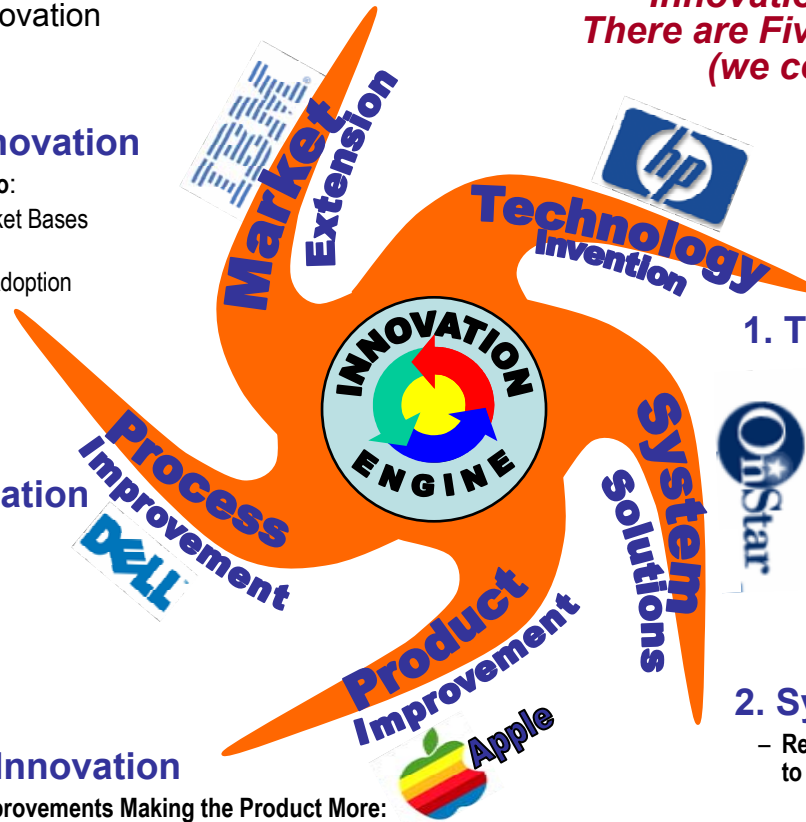 ovation
Innovatio
There are Five
(we co
novation
o:
ket Bases
doption
IBM
Market
Extension
hp
Technology
Invention
1. T
INNOVATION
ENGINE
System
Solutions
OnStar
Process
Improvement
ation
DELL
Product
Improvement
Apple
2. Sy
– Re
to
Innovation
provements Making the Product More: